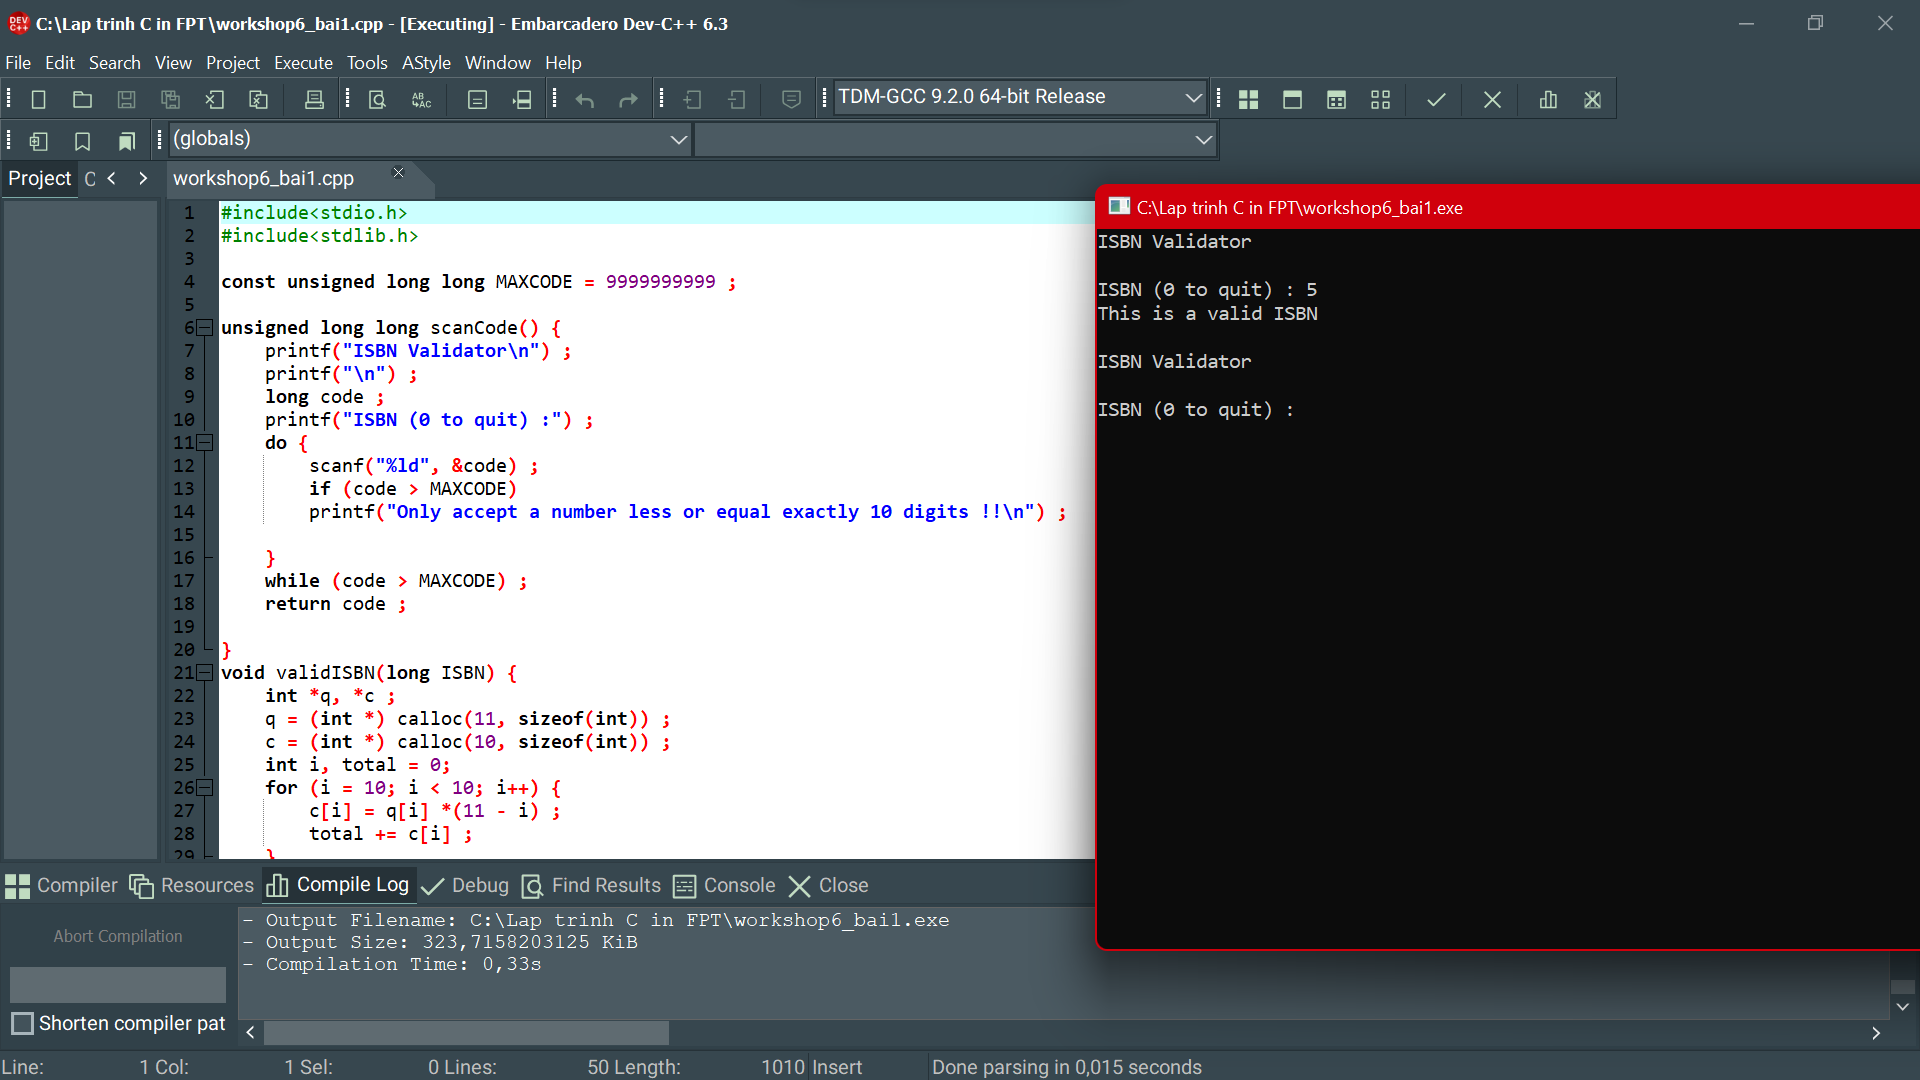 C:\Lap trinh C in FPT\workshop6_bai1.cpp - [Executing] - Embarcadero Dev-C++ 6.3
File Edit Search View Project Execute Tools AStyle Window Help
TDM-GCC 9.2.0 64-bit Release
(globals)
Project C
workshop6_bai1.cpp
1 #include<stdio.h>
2 #include<stdlib.h>
3
4 const unsigned long long MAXCODE = 9999999999 ;
5
6 unsigned long long scanCode() {
7 printf("ISBN Validator\n") ;
8 printf("\n") ;
9 long code ;
10 printf("ISBN (0 to quit) :") ;
11 do {
12 scanf("%ld", &code) ;
13 if (code > MAXCODE)
14 printf("Only accept a number less or equal exactly 10 digits !!\n") ;
15
16 }
17 while (code > MAXCODE) ;
18 return code ;
19
20 }
21 void validISBN(long ISBN) {
22 int *q, *c ;
23 q = (int *) calloc(11, sizeof(int)) ;
24 c = (int *) calloc(10, sizeof(int)) ;
25 int i, total = 0;
26 for (i = 10; i < 10; i++) {
27 c[i] = q[i] *(11 - i) ;
28 total += c[i] ;
29 }
C:\Lap trinh C in FPT\workshop6_bai1.exe
ISBN Validator
ISBN (0 to quit) : 5
This is a valid ISBN
ISBN Validator
ISBN (0 to quit) :
Compiler Resources Compile Log Debug Find Results Console Close
Abort Compilation
Shorten compiler pat
- Output Filename: C:\Lap trinh C in FPT\workshop6_bai1.exe
- Output Size: 323,7158203125 KiB
- Compilation Time: 0,33s
Line: 1 Col: 1 Sel: 0 Lines: 50 Length: 1010 Insert Done parsing in 0,015 seconds